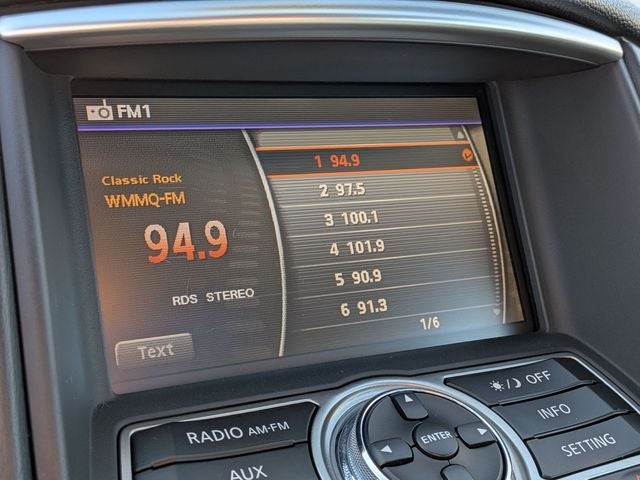 FM1
Classic Rock
WMMQ-FM
94.9
RDS STEREO
Text
1 94.9
2 97.5
3 100.1
4 101.9
5 90.9
6 91.3
1/6
RADIO AM-FM
AUX
ENTER
OFF
INFO
SETTING